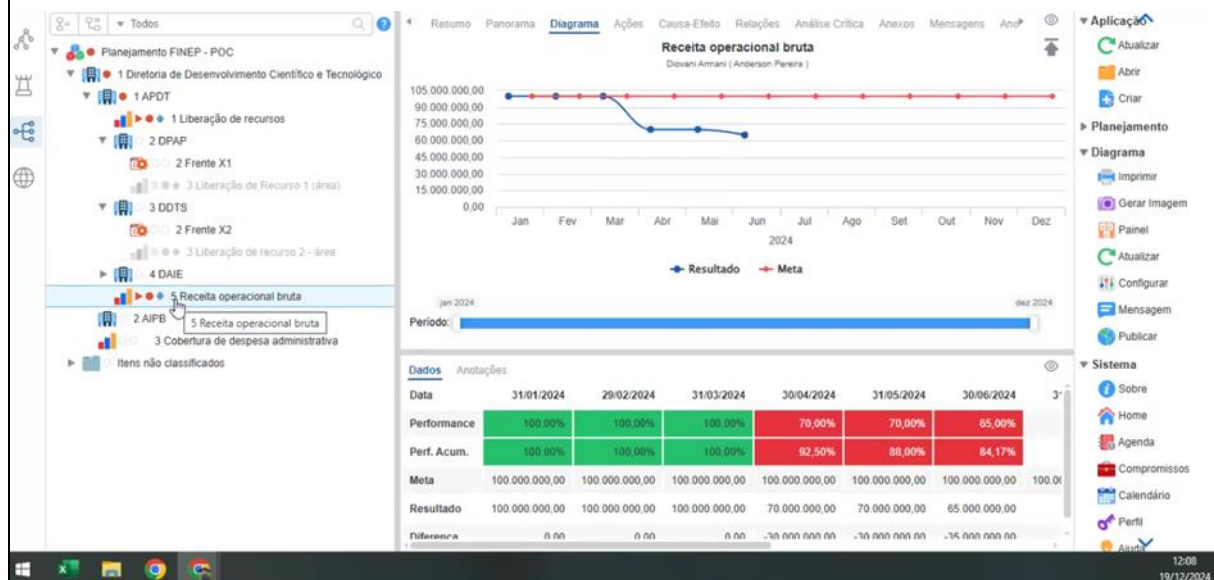 Todos
Planejamento FINEP - POC
1 Diretoria de Desenvolvimento Científico e Tecnológico
1 APDT
1 Liberação de recursos
2 DPAP
2 Frente X1
3 Liberação de Recurso 1 (área)
3 DDTS
2 Frente X2
3 Liberação de recurso 2 - área
4 DAIE
5 Receita operacional bruta
2 AIPB
5 Receita operacional bruta
3 Cobertura de despesa administrativa
Itens não classificados
Resumo Panorama Diagrama Ações Causa-Efeito Relações Análise Crítica Anexos Mensagens
Receita operacional bruta
Diovani Armani ( Anderson Pereira )
105.000.000,00
90.000.000,00
75.000.000,00
60.000.000,00
45.000.000,00
30.000.000,00
15.000.000,00
0,00
Jan Fev Mar Abr Mai Jun Jul Ago Set Out Nov Dez
2024
Resultado Meta
jan 2024 dez 2024
Período:
Dados Anotações
Data 31/01/2024 29/02/2024 31/03/2024 30/04/2024 31/05/2024 30/06/2024
Performance 100,00% 100,00% 100,00% 70,00% 70,00% 65,00%
Perf. Acum. 100,00% 100,00% 100,00% 92,50% 88,00% 84,17%
Meta 100.000.000,00 100.000.000,00 100.000.000,00 100.000.000,00 100.000.000,00 100.000.000,00
Resultado 100.000.000,00 100.000.000,00 100.000.000,00 70.000.000,00 70.000.000,00 65.000.000,00
Diferença 0,00 0,00 0,00 -30.000.000,00 -30.000.000,00 -35.000.000,00
Aplicação
Atualizar
Abrir
Criar
Planejamento
Diagrama
Imprimir
Gerar Imagem
Painel
Atualizar
Configurar
Mensagem
Publicar
Sistema
Sobre
Home
Agenda
Compromissos
Calendário
Perfil
Ajuda
12:08
19/12/2024